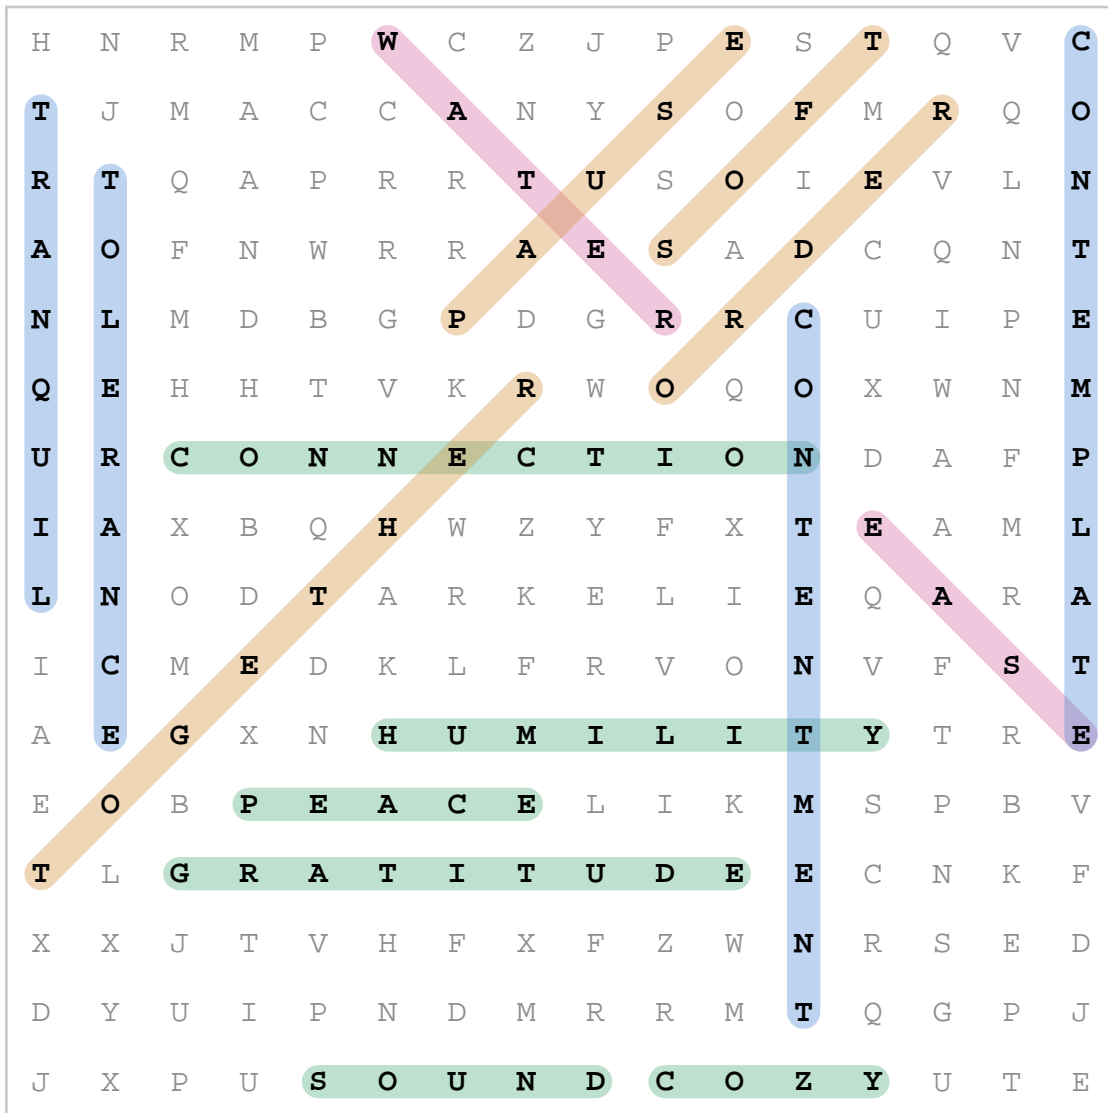 H N R M P W C Z J P E S T Q V C
T J M A C C A N Y S O F M R Q O
R T Q A P R R T U S O I E V L N
A O F N W R R A E S A D C Q N T
N L M D B G P D G R R C U I P E
Q E H H T V K R W O Q O X W N M
U R C O N N E C T I O N D A F P
I A X B Q H W Z Y F X T E A M L
L N O D T A R K E L I E Q A R A
I C M E D K L F R V O N V F S T
A E G X N H U M I L I T Y T R E
E O B P E A C E L I K M S P B V
T L G R A T I T U D E E C N K F
X X J T V H F X F Z W N R S E D
D Y U I P N D M R R M T Q G P J
J X P U S O U N D C O Z Y U T E